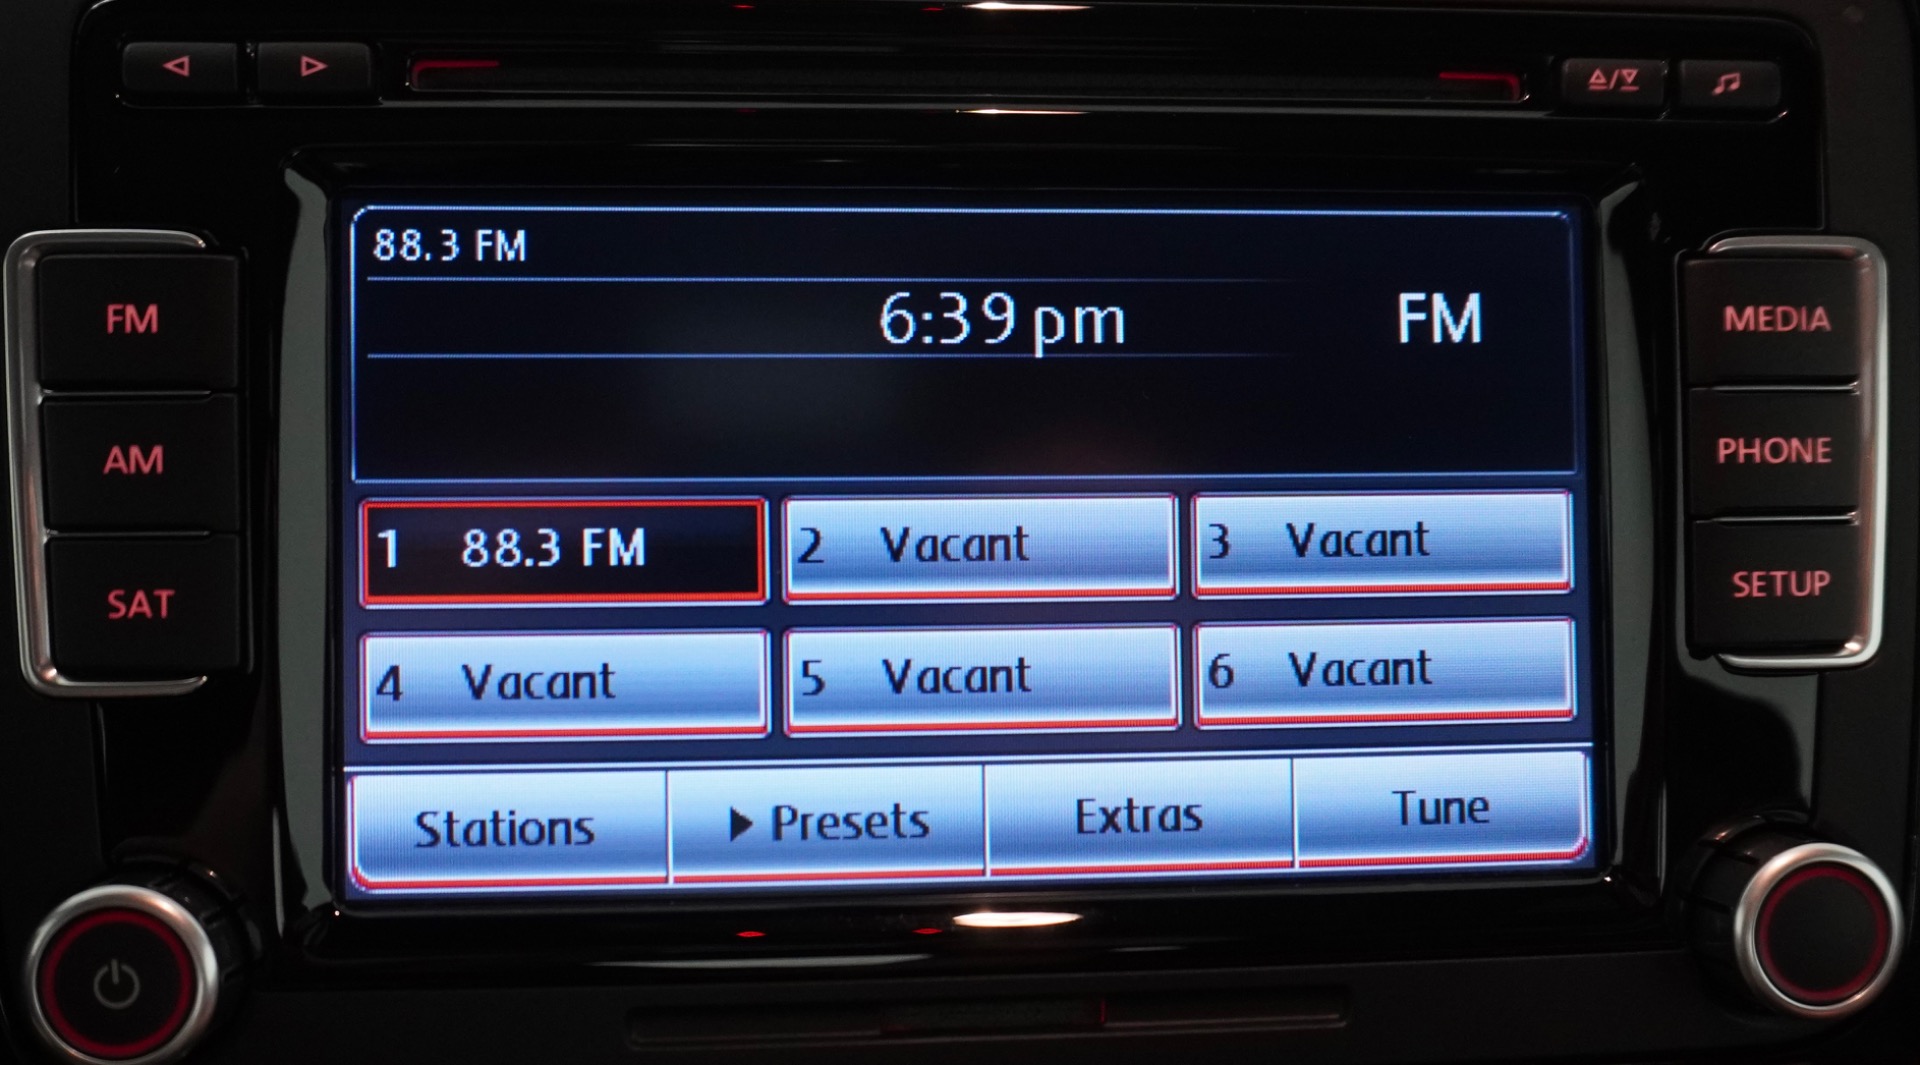 88.3 FM
6:39 pm FM
FM
AM
SAT
MEDIA
PHONE
SETUP
1 88.3 FM
2 Vacant
3 Vacant
4 Vacant
5 Vacant
6 Vacant
Stations
Presets
Extras
Tune